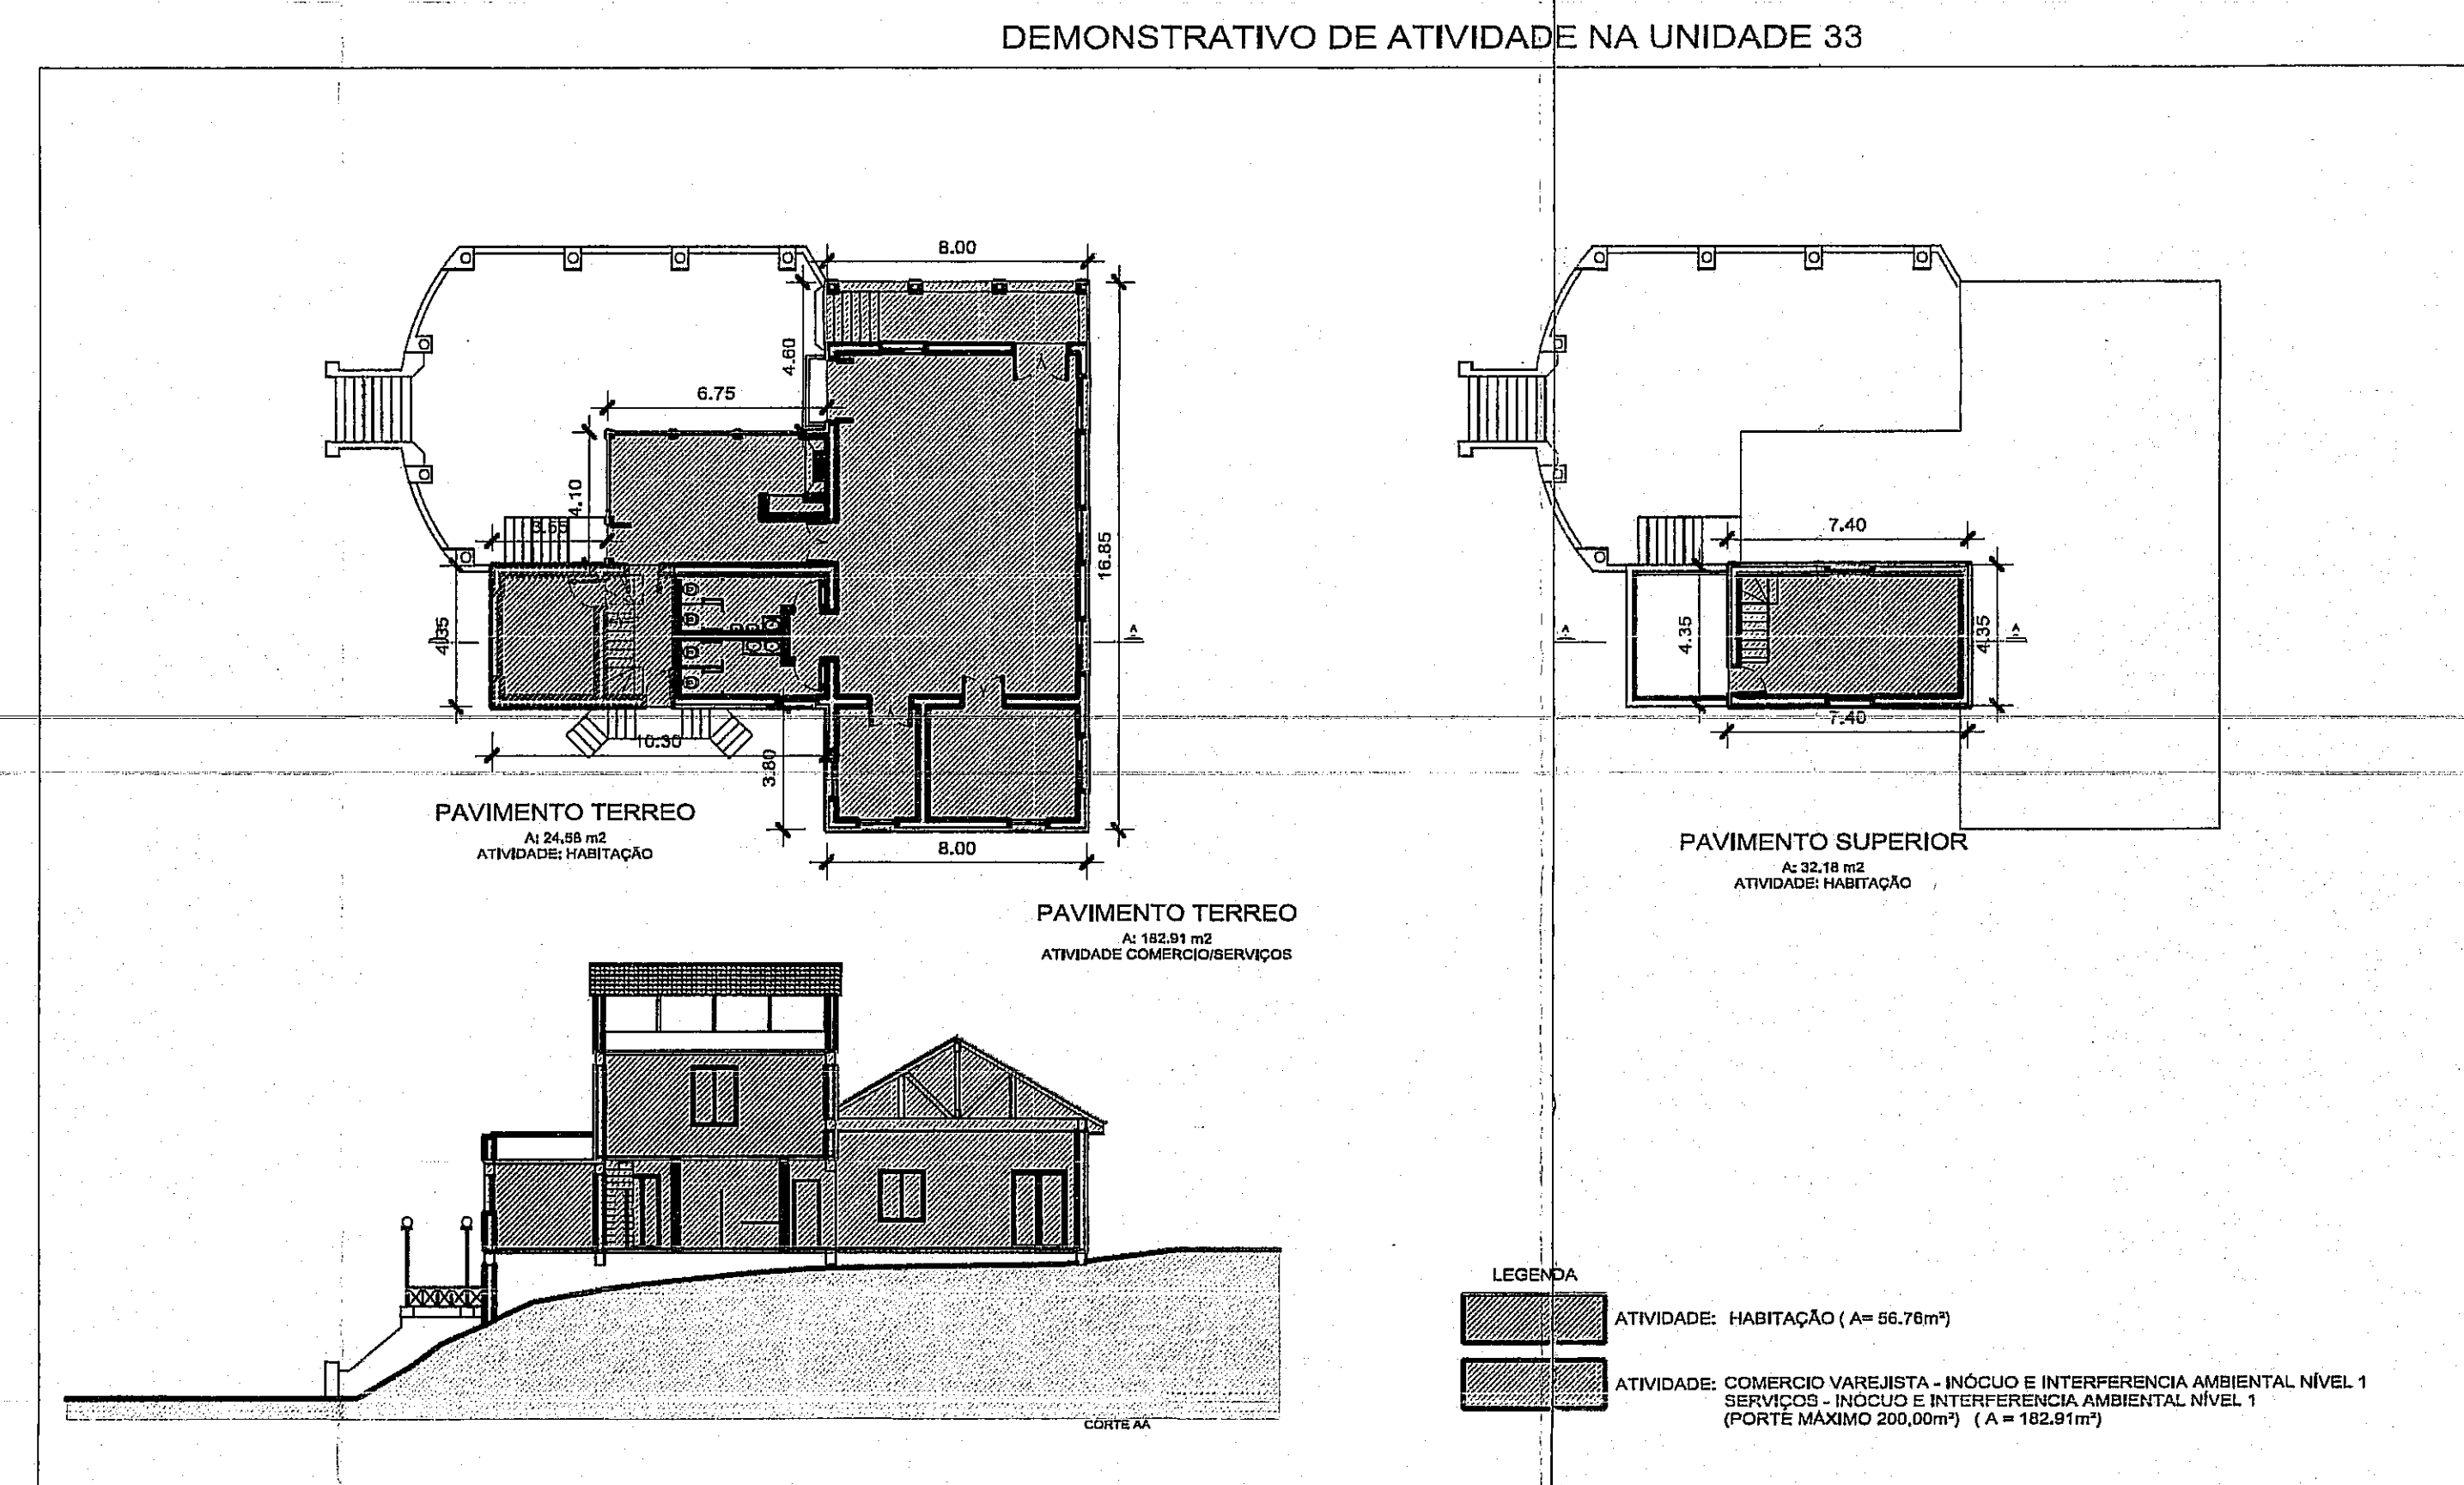 DEMONSTRATIVO DE ATIVIDADE NA UNIDADE 33
8.00
4.60
6.75
4.10
3.65
16.85
4.35
A
10.30
3.80
8.00
PAVIMENTO TERREO
A: 24.58 m2
ATIVIDADE: HABITAÇÃO
PAVIMENTO TERREO
A: 182.91 m2
ATIVIDADE COMERCIO/SERVIÇOS
7.40
4.35
4.35
A
A
7.40
PAVIMENTO SUPERIOR
A: 32.18 m2
ATIVIDADE: HABITAÇÃO
CORTE AA
LEGENDA
ATIVIDADE: HABITAÇÃO ( A= 56.76m²)
ATIVIDADE: COMERCIO VAREJISTA - INÓCUO E INTERFERENCIA AMBIENTAL NÍVEL 1
SERVIÇOS - INÓCUO E INTERFERENCIA AMBIENTAL NÍVEL 1
(PORTE MÁXIMO 200,00m²) ( A = 182.91m²)